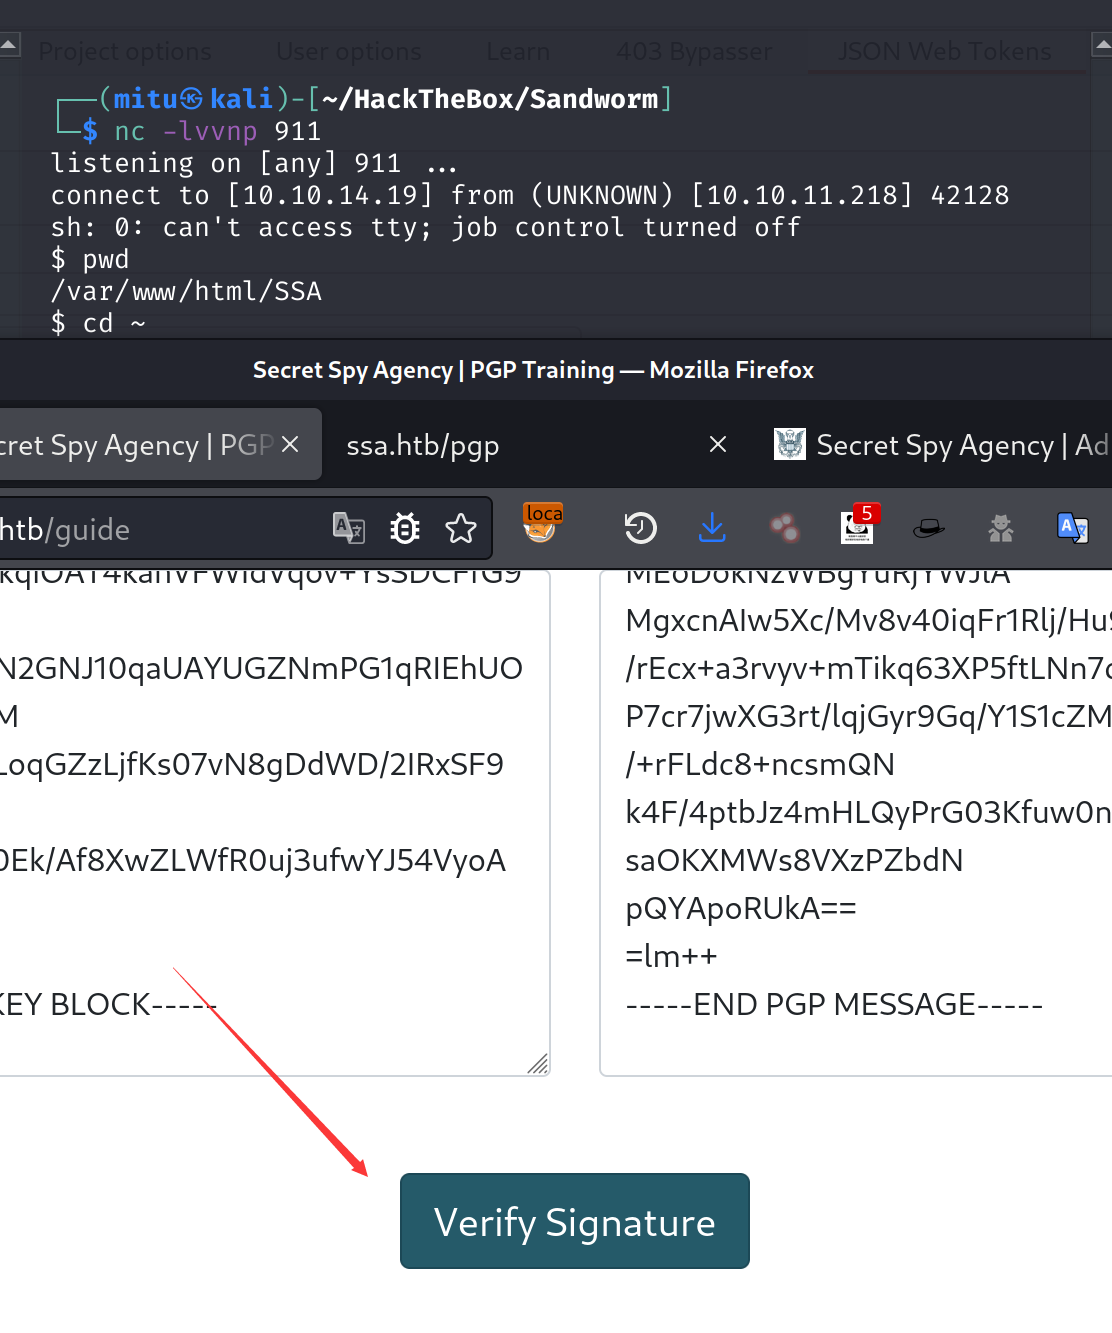 Project options User options Learn 403 Bypasser JSON Web Tokens
┌──(mitu㉿kali)-[~/HackTheBox/Sandworm]
└─$ nc -lvvnp 911
listening on [any] 911 ...
connect to [10.10.14.19] from (UNKNOWN) [10.10.11.218] 42128
sh: 0: can't access tty; job control turned off
$ pwd
/var/www/html/SSA
$ cd ~
Secret Spy Agency | PGP Training — Mozilla Firefox
cret Spy Agency | PGP ssa.htb/pgp Secret Spy Agency | Ad
htb/guide loca 5
MgxcnAIw5Xc/Mv8v40iqFr1Rlj/Hu9
N2GNJ10qaUAYUGZNmPG1qRIEhUO /rEcx+a3rvyv+mTikq63XP5ftLNn7c
M P7cr7jwXG3rt/lqjGyr9Gq/Y1S1cZM
LoqGZzLjfKs07vN8gDdWD/2IRxSF9 /+rFLdc8+ncsmQN
k4F/4ptbJz4mHLQyPrG03Kfuw0n
0Ek/Af8XwZLWfR0uj3ufwYJ54VyoA saOKXMWs8VXzPZbdN
pQYApoRUkA==
=lm++
KEY BLOCK----- -----END PGP MESSAGE-----
Verify Signature